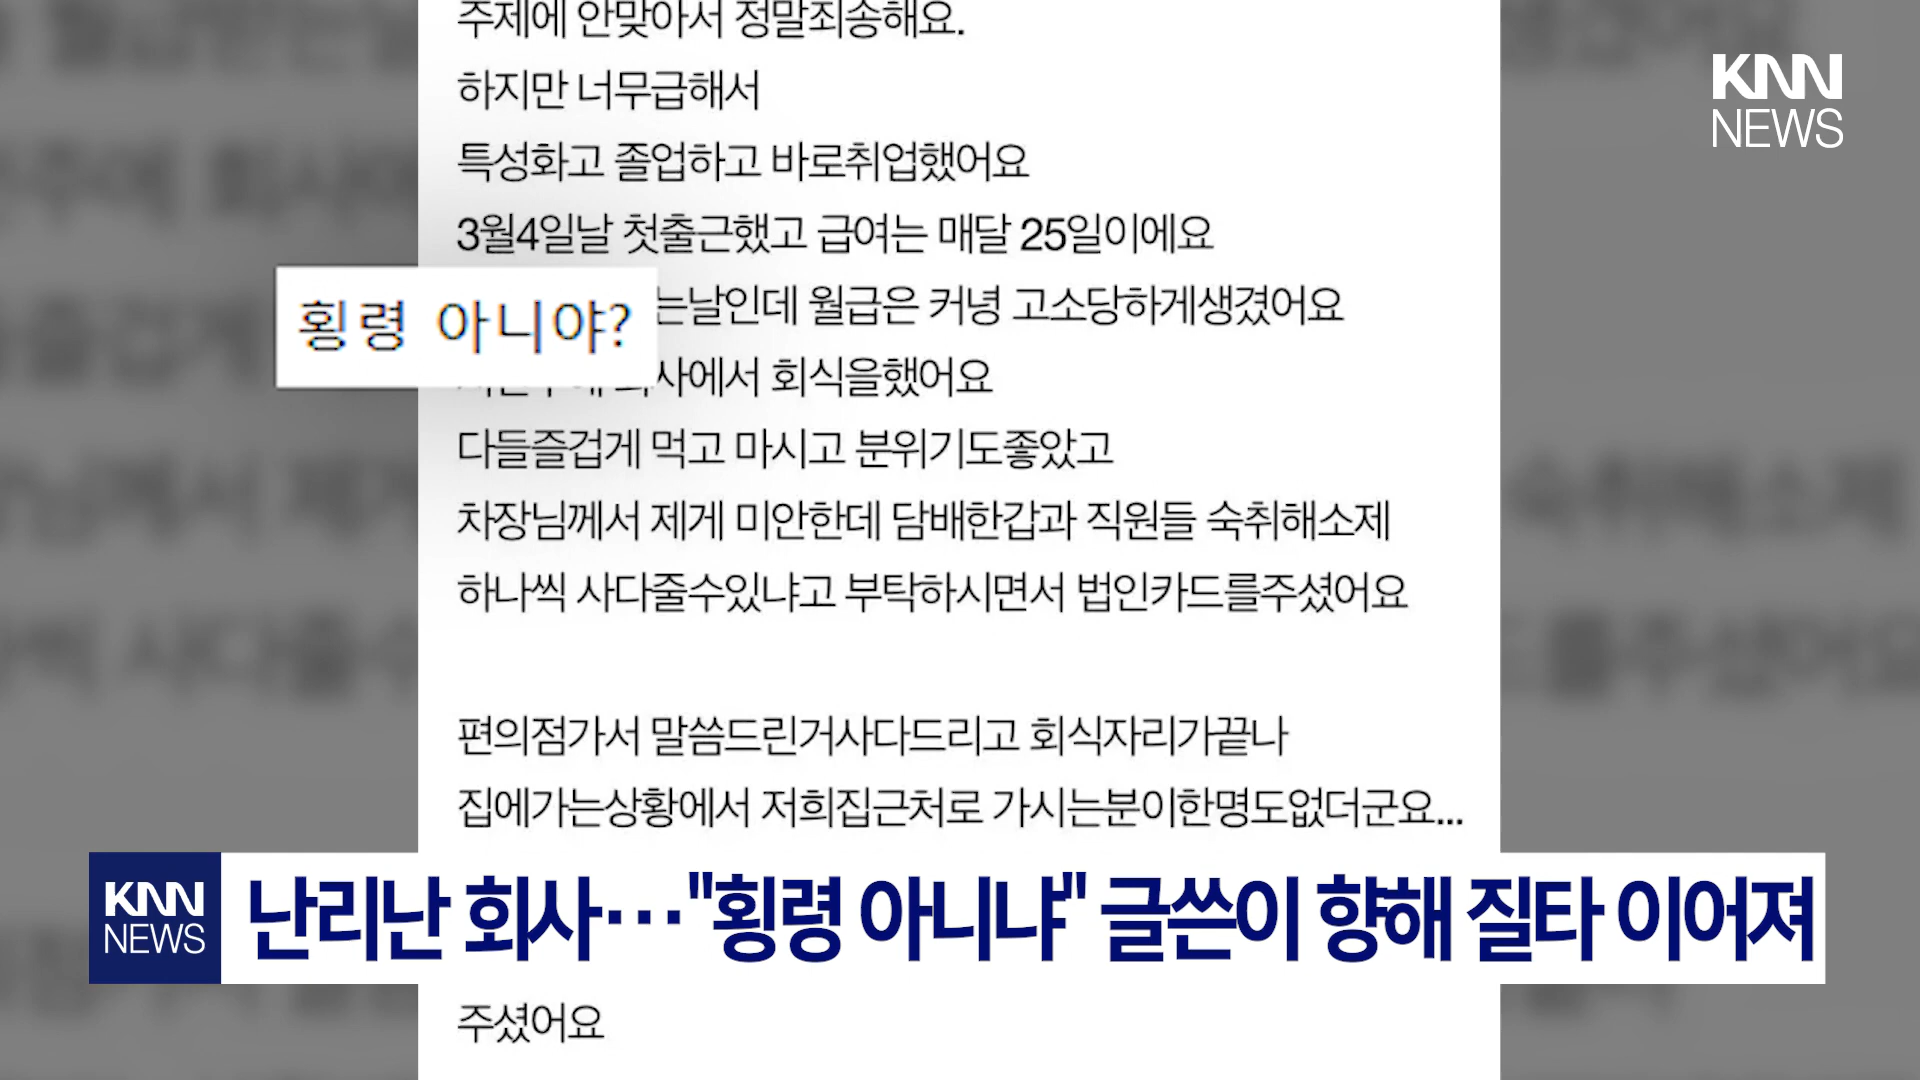 주제에 안맞아서 정말죄송해요.
하지만 너무급해서
특성화고 졸업하고 바로취업했어요
3월4일날 첫출근했고 급여는 매달 25일이에요
는날인데 월급은 커녕 고소당하게생겼어요
횡령 아니야?
사에서 회식을했어요
다들즐겁게 먹고 마시고 분위기도좋았고
차장님께서 제게 미안한데 담배한갑과 직원들 숙취해소제
하나씩 사다줄수있냐고 부탁하시면서 법인카드를주셨어요
편의점가서 말씀드린거사다드리고 회식자리가끝나
집에가는상황에서 저희집근처로 가시는분이한명도없더군요...
KNN NEWS
난리난 회사…"횡령 아니냐" 글쓴이 향해 질타 이어져
주셨어요
KNN
NEWS